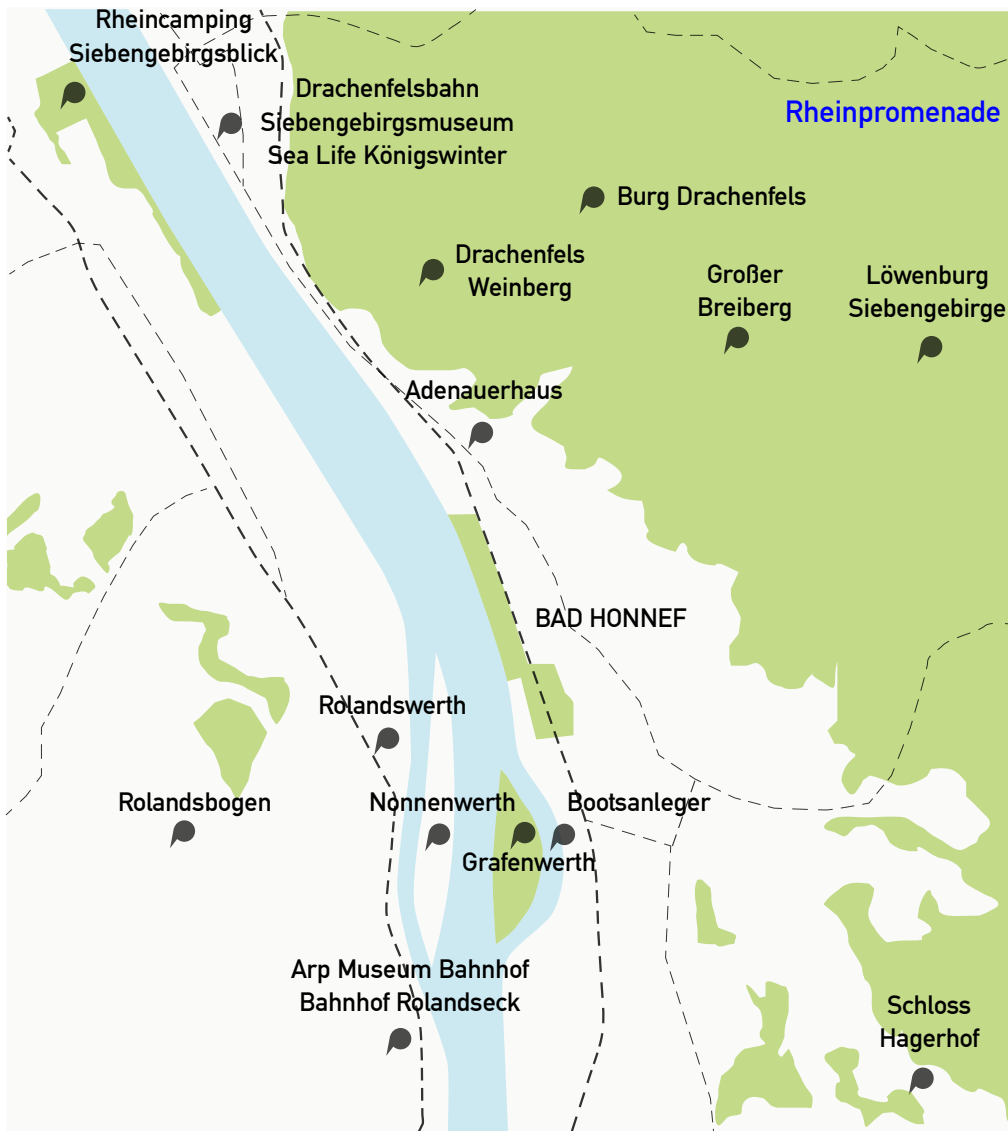 Rheincamping
Siebengebirgsblick
Drachenfelsbahn
Siebengebirgsmuseum
Sea Life Königswinter
Rheinpromenade
Burg Drachenfels
Drachenfels
Weinberg
Großer
Breiberg
Löwenburg
Siebengebirge
Adenauerhaus
BAD HONNEF
Rolandswerth
Rolandsbogen
Nonnenwerth
Bootsanleger
Grafenwerth
Arp Museum Bahnhof
Bahnhof Rolandseck
Schloss
Hagerhof